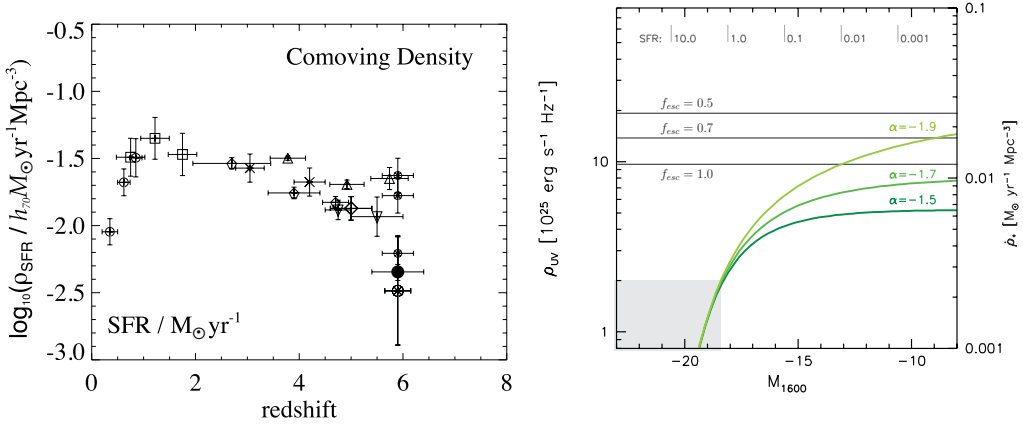 Comoving Density
log₁₀(ρSFR / h₇₀M☉yr⁻¹Mpc⁻³)
-0.5
-1.0
-1.5
-2.0
-2.5
-3.0
SFR / M☉yr⁻¹
0 2 4 6 8
redshift
SFR: 10.0 1.0 0.1 0.01 0.001
fesc = 0.5
fesc = 0.7
fesc = 1.0
α=−1.9
α=−1.7
α=−1.5
ρUV [10²⁵ erg s⁻¹ Hz⁻¹]
10
1
0.1
0.01
0.001
ρ̇* [M☉ yr⁻¹ Mpc⁻³]
−20 −15 −10
M₁₆₀₀